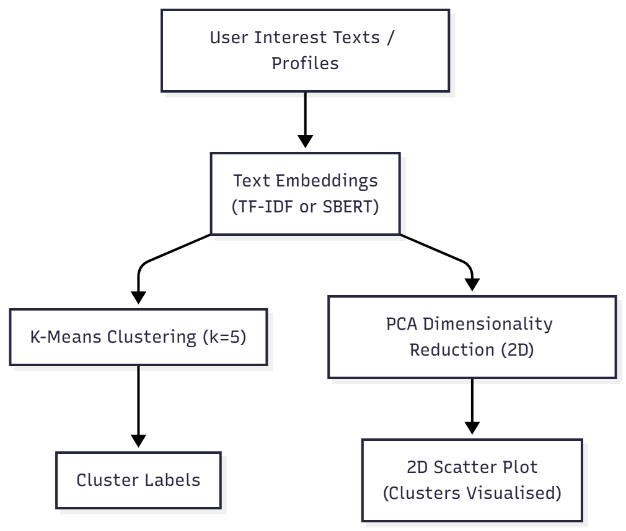 User Interest Texts /
Profiles
Text Embeddings
(TF-IDF or SBERT)
K-Means Clustering (k=5)
PCA Dimensionality
Reduction (2D)
Cluster Labels
2D Scatter Plot
(Clusters Visualised)